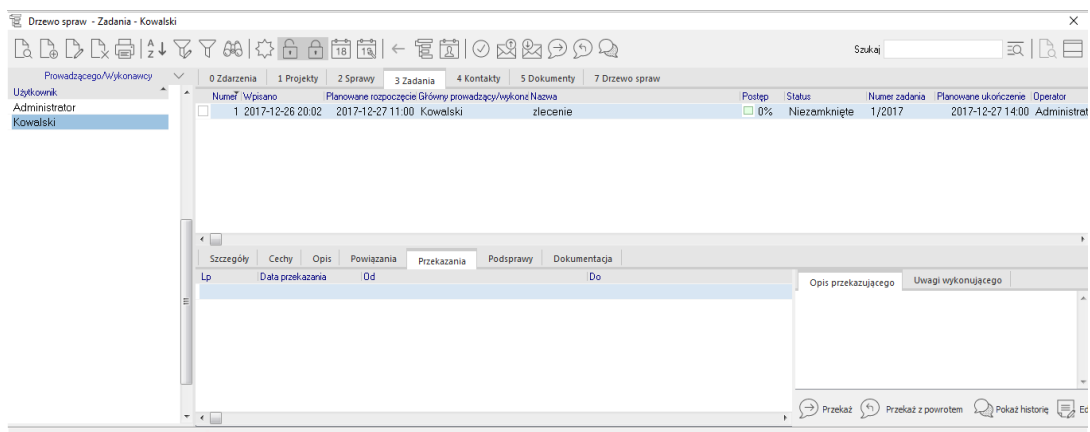 Drzewo spraw - Zadania - Kowalski
A Z 18 18 Szukaj
Prowadzącego/Wykonawcy
Użytkownik
Administrator
Kowalski
0 Zdarzenia 1 Projekty 2 Sprawy 3 Zadania 4 Kontakty 5 Dokumenty 7 Drzewo spraw
Numer Wpisano Planowane rozpoczęcie Główny prowadzący/wykona Nazwa Postęp Status Numer zadania Planowane ukończenie Operator
1 2017-12-26 20:02 2017-12-27 11:00 Kowalski zlecenie 0% Niezamknięte 1/2017 2017-12-27 14:00 Administrat
Szczegóły Cechy Opis Powiązania Przekazania Podsprawy Dokumentacja
Lp Data przekazania Od Do
Opis przekazującego Uwagi wykonującego
Przekaż Przekaż z powrotem Pokaż historię Ed